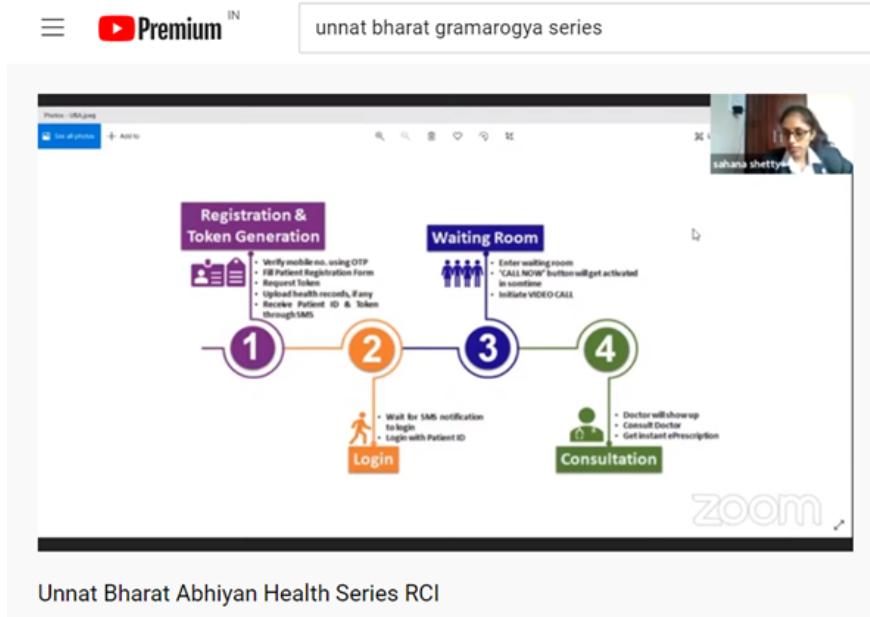 Premium IN
unnat bharat gramarogya series
Photos - UBA.jpeg
See all photos
Add to
sahana shetty
Registration &
Token Generation
• Verify mobile no. using OTP
• Fill Patient Registration Form
• Request Token
• Upload health records, if any
• Receive Patient ID & Token
through SMS
Waiting Room
• Enter waiting room
• 'CALL NOW' button will get activated
in somtime
• Initiate VIDEO CALL
1
2
3
4
• Wait for SMS notification
to login
• Login with Patient ID
Login
• Doctor will show up
• Consult Doctor
• Get instant ePrescription
Consultation
zoom
Unnat Bharat Abhiyan Health Series RCI